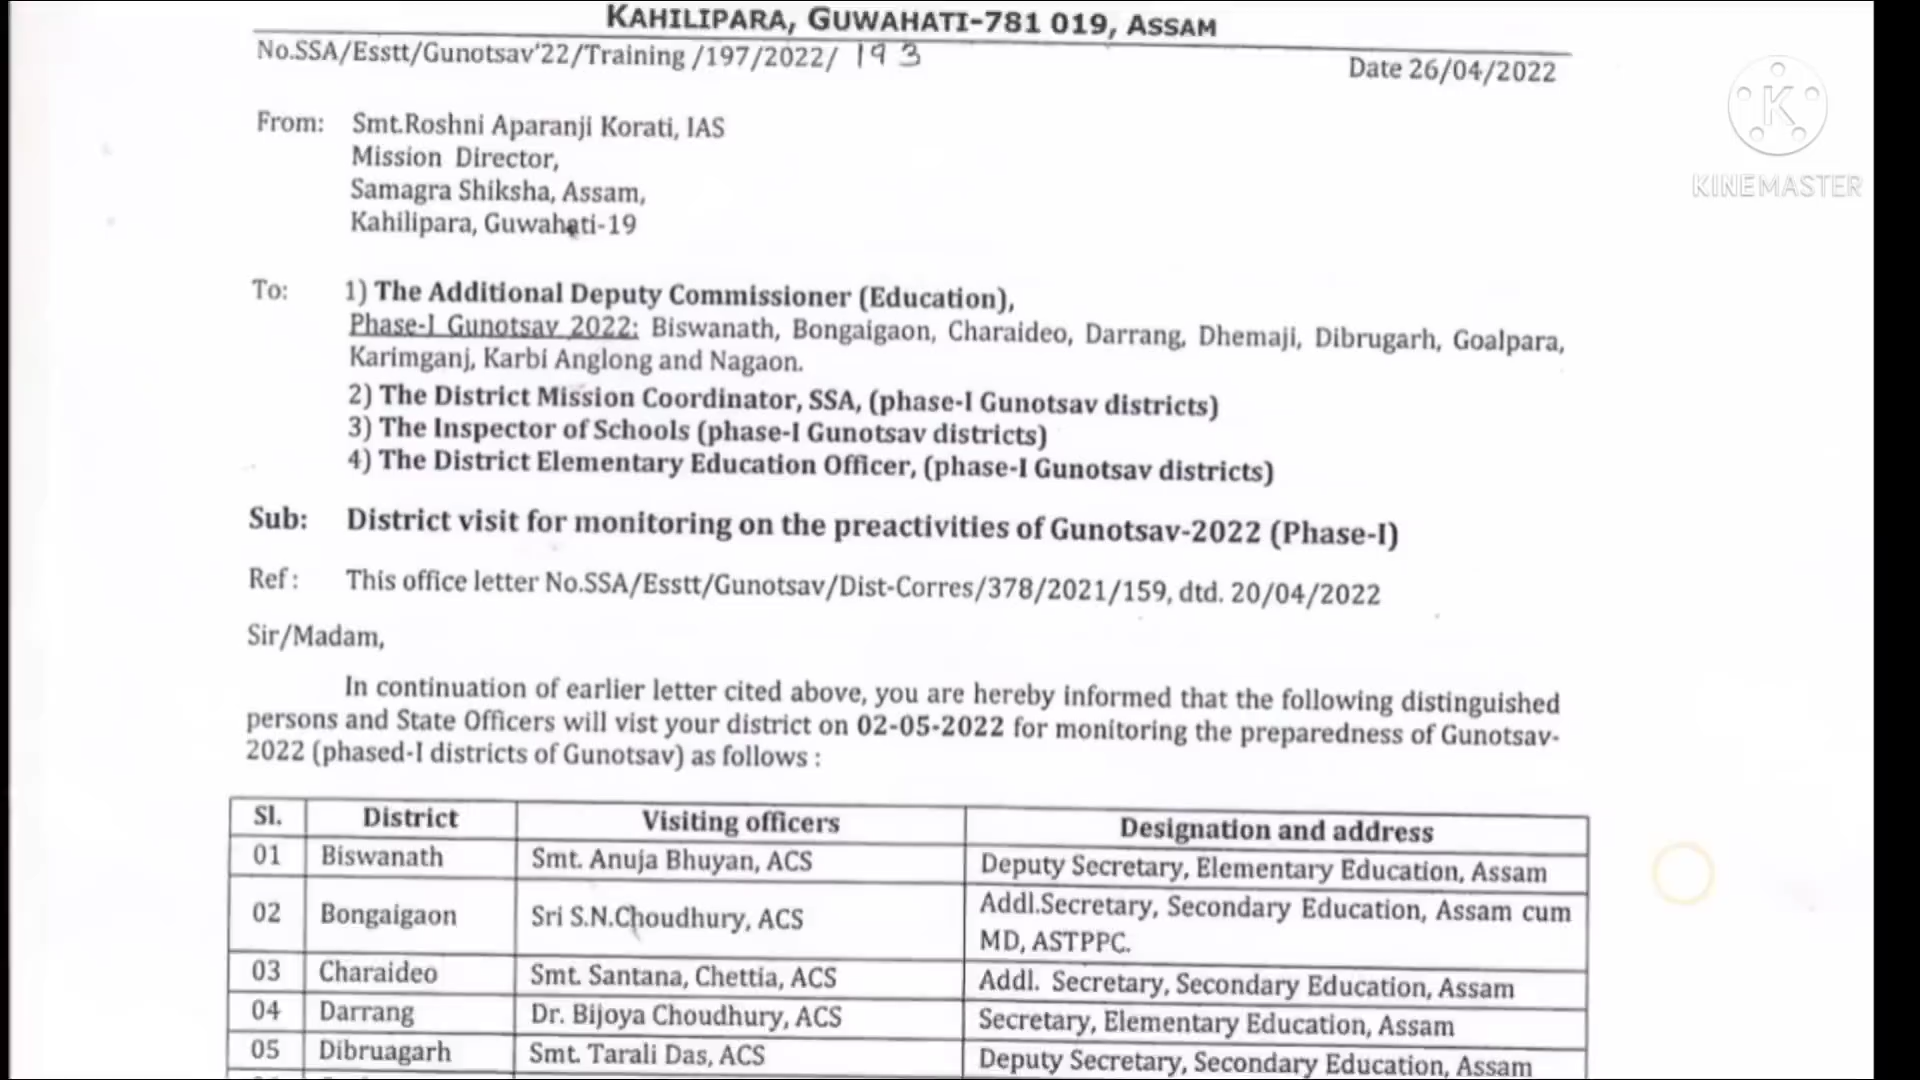 KAHILIPARA, GUWAHATI-781 019, ASSAM
No.SSA/Esstt/Gunotsav'22/Training /197/2022/ 193
Date 26/04/2022
K
KINEMASTER
From: Smt.Roshni Aparanji Korati, IAS
Mission Director,
Samagra Shiksha, Assam,
Kahilipara, Guwahati-19
To: 1) The Additional Deputy Commissioner (Education),
Phase-I Gunotsav 2022: Biswanath, Bongaigaon, Charaideo, Darrang, Dhemaji, Dibrugarh, Goalpara,
Karimganj, Karbi Anglong and Nagaon.
2) The District Mission Coordinator, SSA, (phase-I Gunotsav districts)
3) The Inspector of Schools (phase-I Gunotsav districts)
4) The District Elementary Education Officer, (phase-I Gunotsav districts)
Sub: District visit for monitoring on the preactivities of Gunotsav-2022 (Phase-I)
Ref: This office letter No.SSA/Esstt/Gunotsav/Dist-Corres/378/2021/159, dtd. 20/04/2022
Sir/Madam,
In continuation of earlier letter cited above, you are hereby informed that the following distinguished
persons and State Officers will vist your district on 02-05-2022 for monitoring the preparedness of Gunotsav-
2022 (phased-I districts of Gunotsav) as follows :
Sl. District Visiting officers Designation and address
01 Biswanath Smt. Anuja Bhuyan, ACS Deputy Secretary, Elementary Education, Assam
02 Bongaigaon Sri S.N.Choudhury, ACS Addl.Secretary, Secondary Education, Assam cum
MD, ASTPPC.
03 Charaideo Smt. Santana, Chettia, ACS Addl. Secretary, Secondary Education, Assam
04 Darrang Dr. Bijoya Choudhury, ACS Secretary, Elementary Education, Assam
05 Dibruagarh Smt. Tarali Das, ACS Deputy Secretary, Secondary Education, Assam